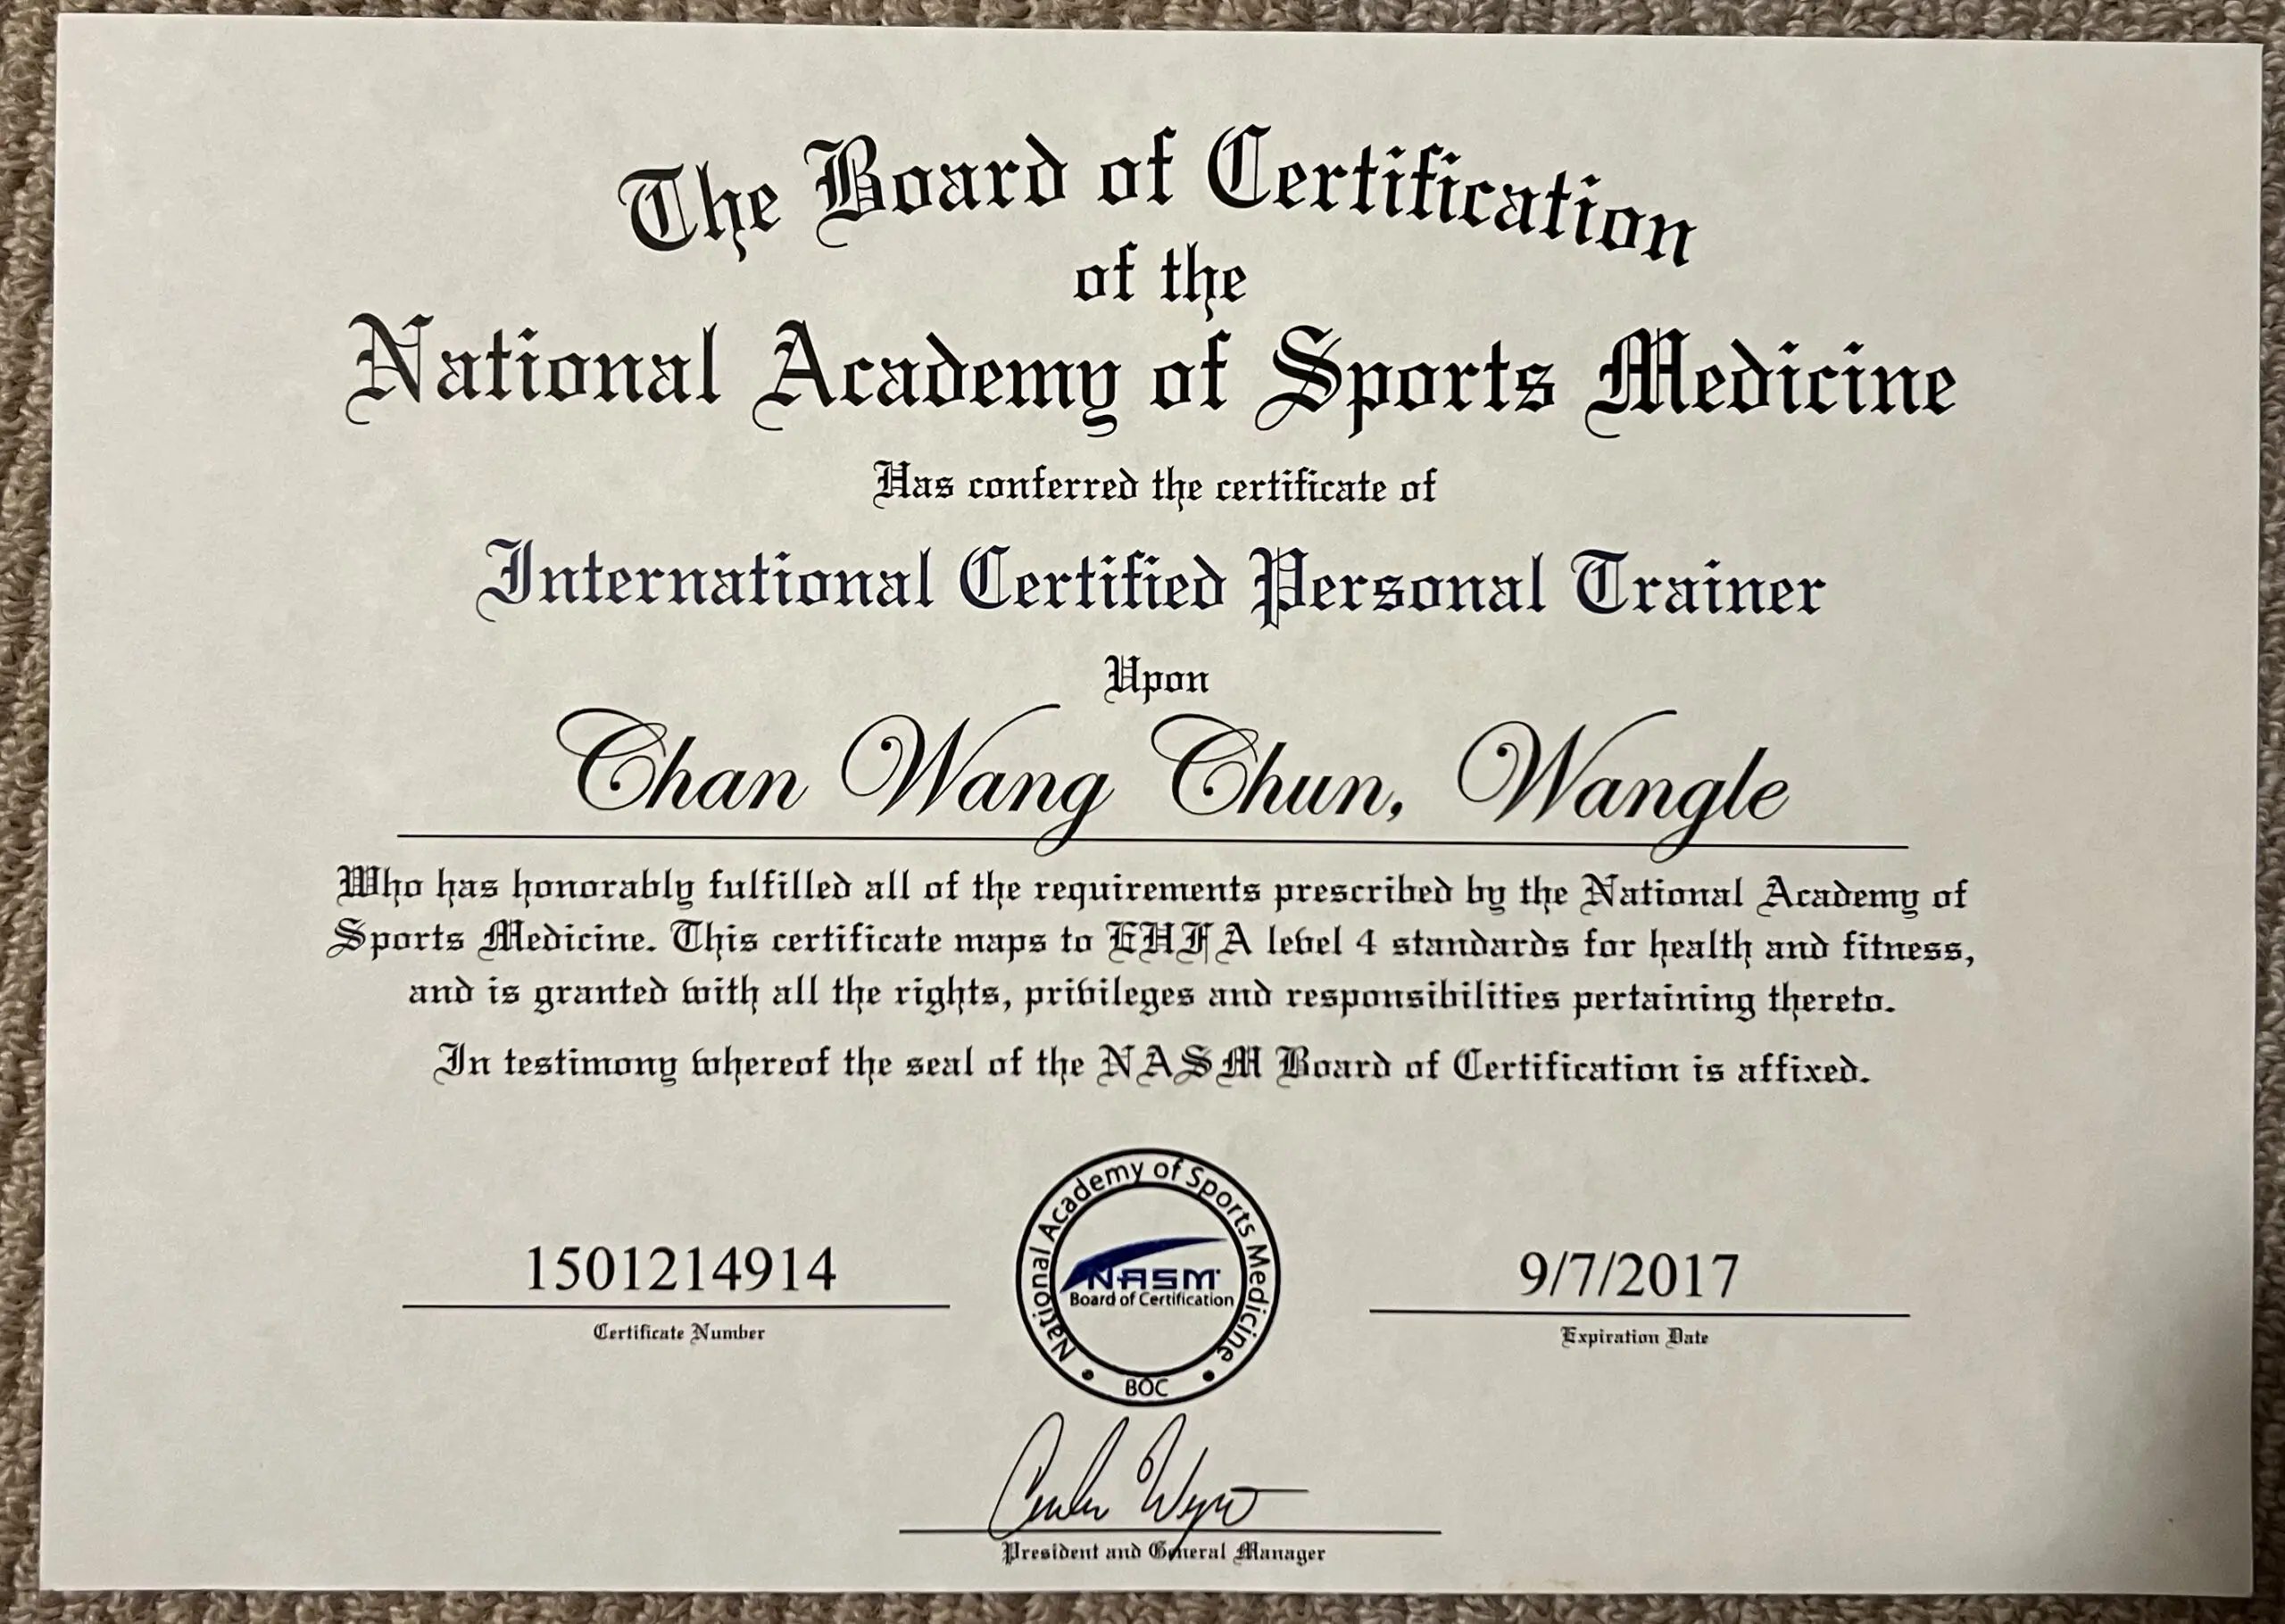 The Board of Certification
of the
National Academy of Sports Medicine
Has conferred the certificate of
International Certified Personal Trainer
Upon
Chan Wang Chun, Wangle
Who has honorably fulfilled all of the requirements prescribed by the National Academy of
Sports Medicine. This certificate maps to EHFA level 4 standards for health and fitness,
and is granted with all the rights, privileges and responsibilities pertaining thereto.
In testimony whereof the seal of the NASM Board of Certification is affixed.
1501214914
Certificate Number
National Academy of Sports Medicine
NASM
Board of Certification
• BOC •
9/7/2017
Expiration Date
President and General Manager